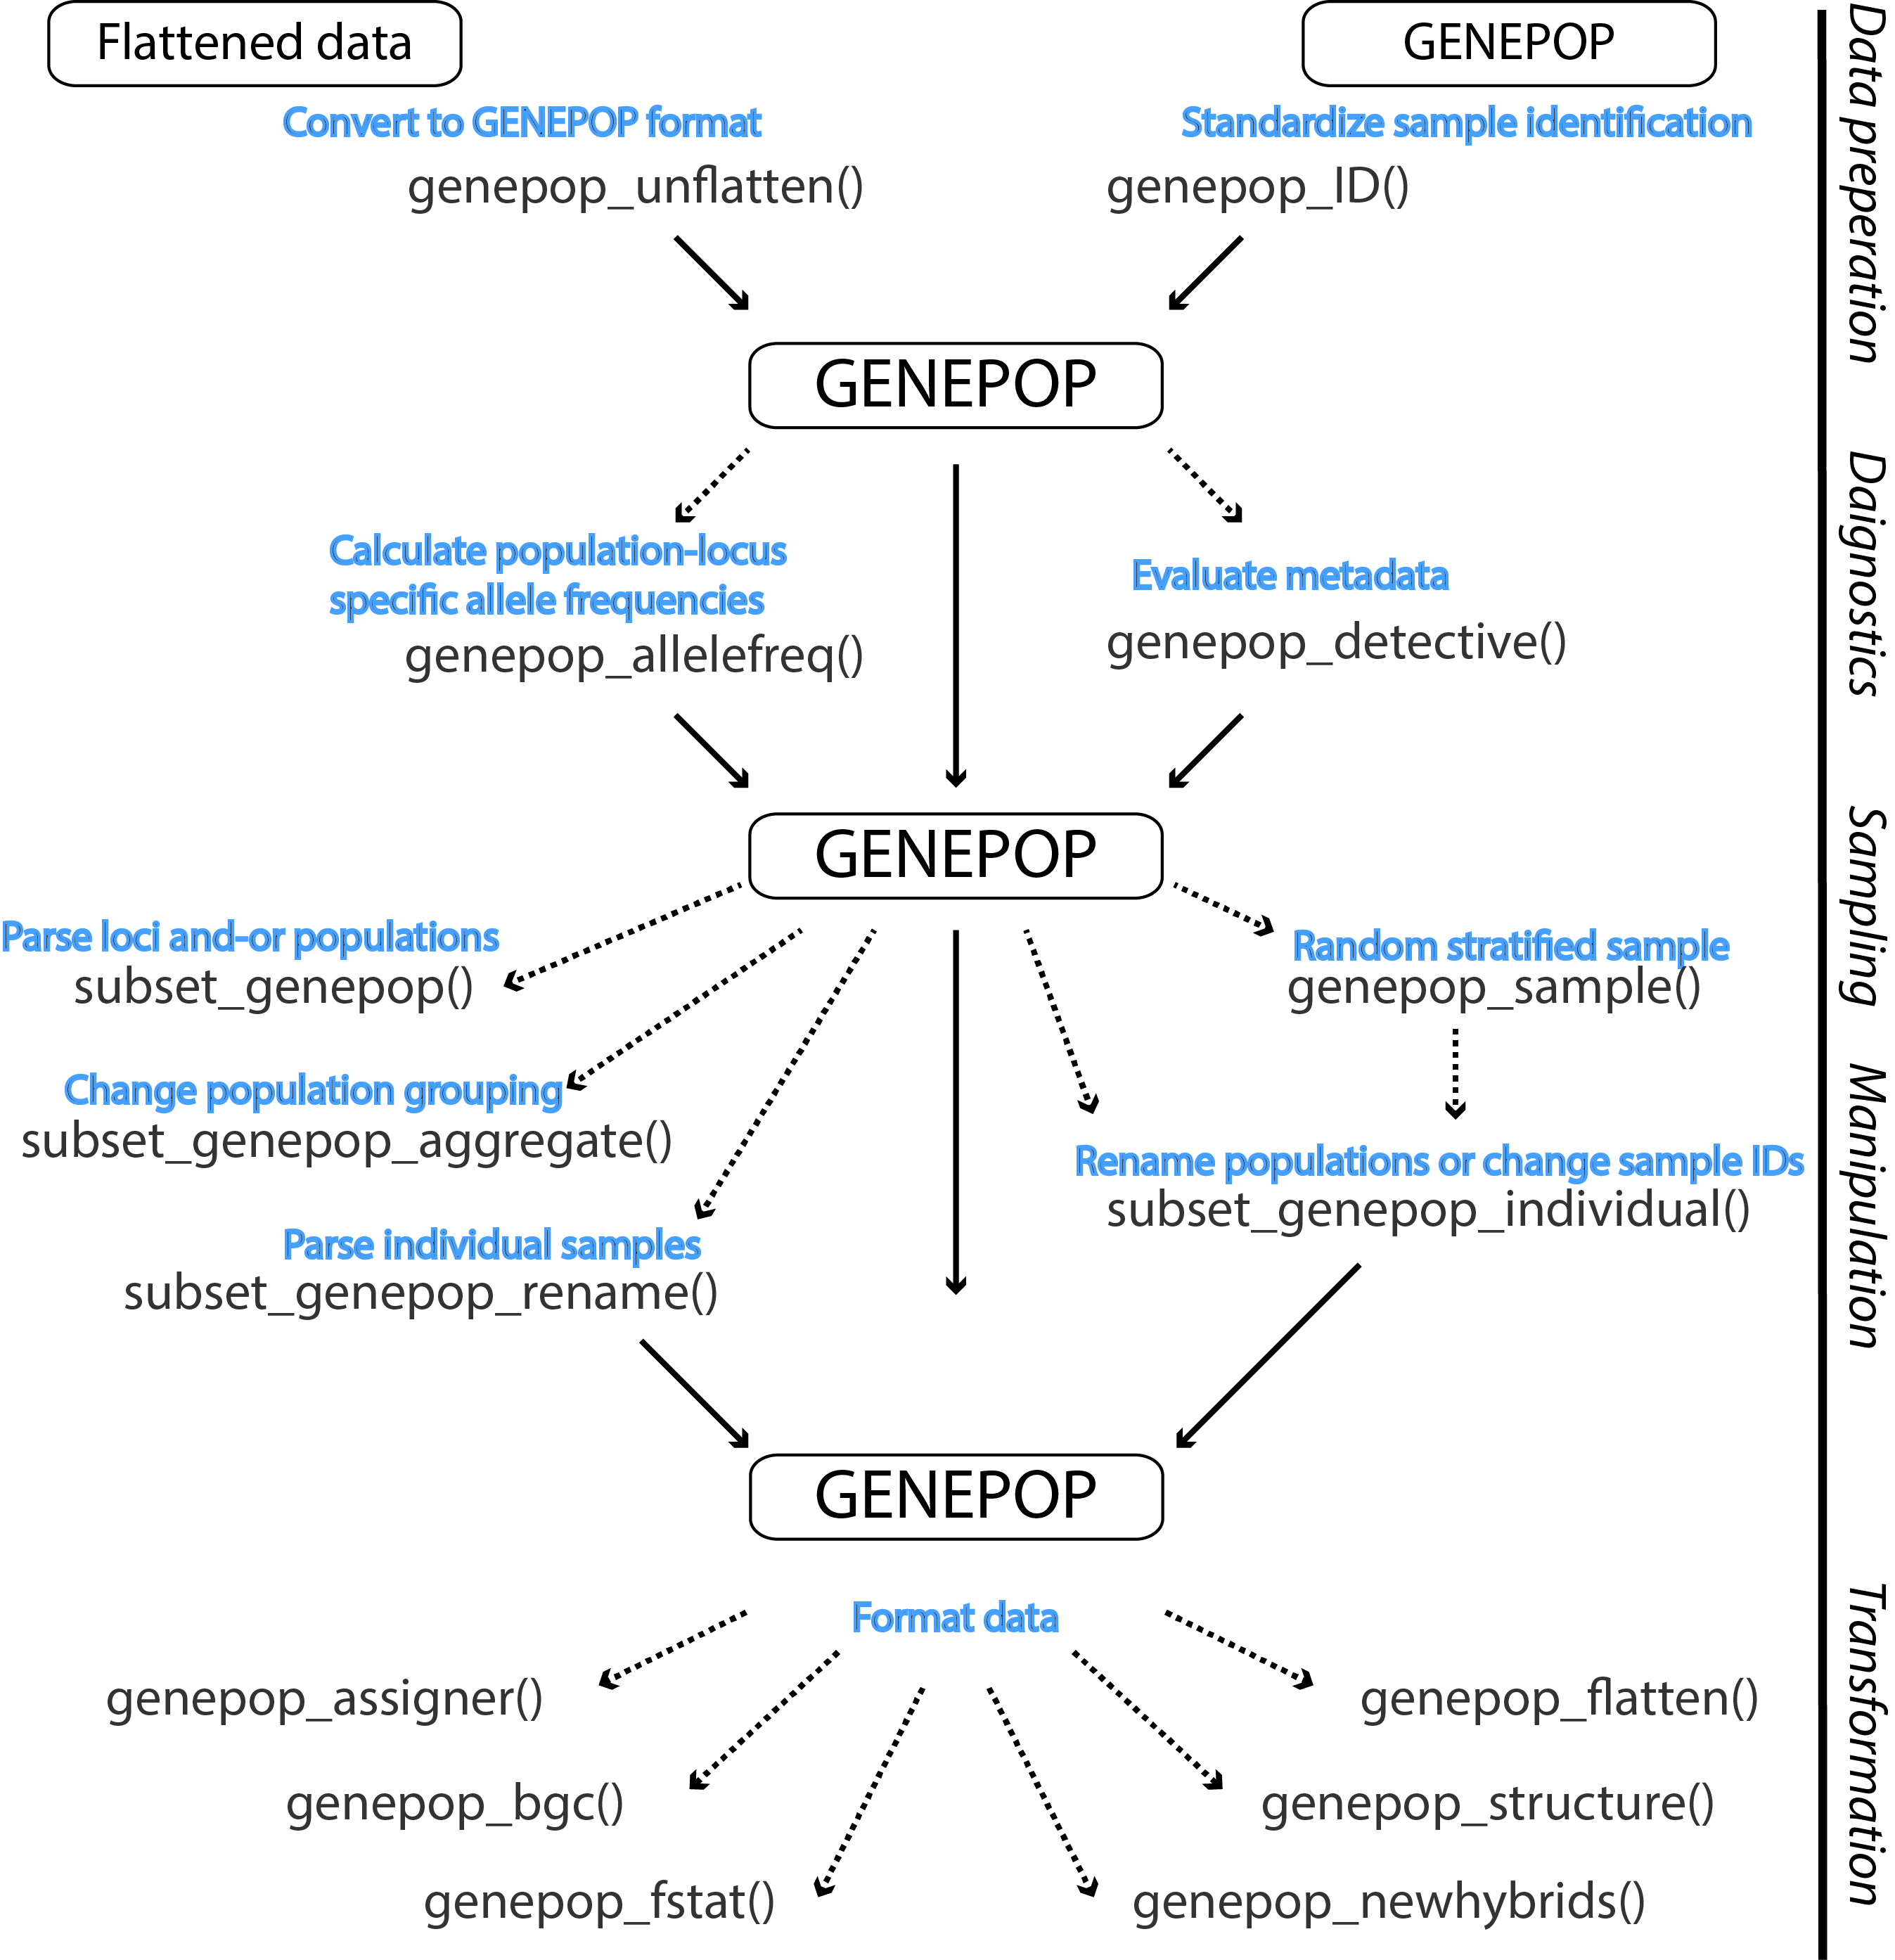 Flattened data
GENEPOP
Convert to GENEPOP format
Standardize sample identification
genepop_unflatten()
genepop_ID()
Data preperation
GENEPOP
Calculate population-locus
specific allele frequencies
genepop_allelefreq()
Evaluate metadata
genepop_detective()
Daignostics
GENEPOP
Parse loci and-or populations
subset_genepop()
Random stratified sample
genepop_sample()
Sampling
Change population grouping
subset_genepop_aggregate()
Rename populations or change sample IDs
subset_genepop_individual()
Parse individual samples
subset_genepop_rename()
Manipulation
GENEPOP
Format data
genepop_assigner()
genepop_flatten()
genepop_bgc()
genepop_structure()
genepop_fstat()
genepop_newhybrids()
Transformation